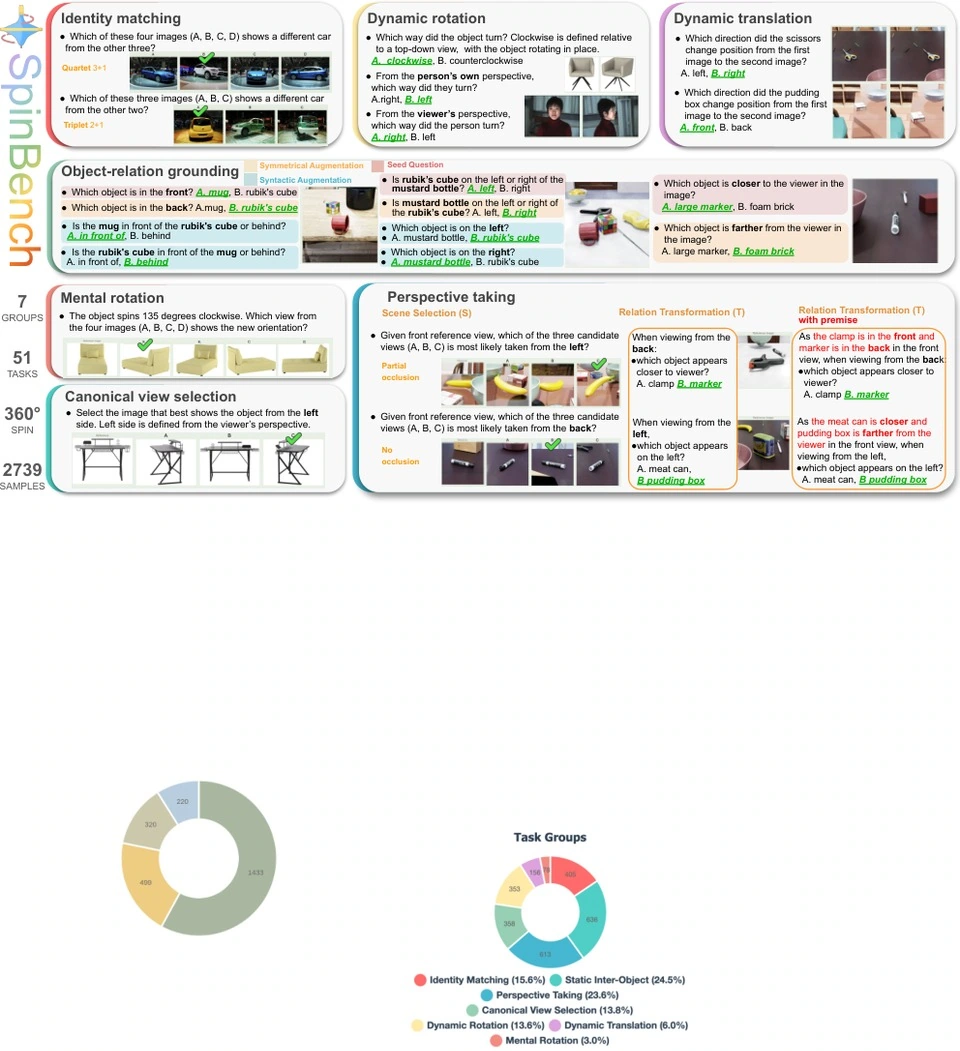 SpinBench
7
GROUPS
51
TASKS
360°
SPIN
2739
SAMPLES
Identity matching
● Which of these four images (A, B, C, D) shows a different car
from the other three?
Quartet 3+1
● Which of these three images (A, B, C) shows a different car
from the other two?
Triplet 2+1
Dynamic rotation
● Which way did the object turn? Clockwise is defined relative
to a top-down view, with the object rotating in place.
A. clockwise, B. counterclockwise
● From the person's own perspective,
which way did they turn?
A.right, B. left
● From the viewer's perspective,
which way did the person turn?
A. right, B. left
Dynamic translation
● Which direction did the scissors
change position from the first
image to the second image?
A. left, B. right
● Which direction did the pudding
box change position from the first
image to the second image?
A. front, B. back
Object-relation grounding
Symmetrical Augmentation
Syntactic Augmentation
Seed Question
● Which object is in the front? A. mug, B. rubik's cube
● Which object is in the back? A.mug, B. rubik's cube
● Is the mug in front of the rubik's cube or behind?
A. in front of, B. behind
● Is the rubik's cube in front of the mug or behind?
A. in front of, B. behind
● Is rubik's cube on the left or right of the
mustard bottle? A. left, B. right
● Is mustard bottle on the left or right of
the rubik's cube? A. left, B. right
● Which object is on the left?
● A. mustard bottle, B. rubik's cube
● Which object is on the right?
● A. mustard bottle, B. rubik's cube
● Which object is closer to the viewer in the
image?
A. large marker, B. foam brick
● Which object is farther from the viewer in
the image?
A. large marker, B. foam brick
Mental rotation
● The object spins 135 degrees clockwise. Which view from
the four images (A, B, C, D) shows the new orientation?
Canonical view selection
● Select the image that best shows the object from the left
side. Left side is defined from the viewer's perspective.
Perspective taking
Scene Selection (S)
● Given front reference view, which of the three candidate
views (A, B, C) is most likely taken from the left?
Partial
occlusion
● Given front reference view, which of the three candidate
views (A, B, C) is most likely taken from the back?
No
occlusion
Relation Transformation (T)
When viewing from the
back:
●which object appears
closer to viewer?
A. clamp B. marker
When viewing from the
left,
●which object appears
on the left?
A. meat can,
B pudding box
Relation Transformation (T)
with premise
As the clamp is in the front and
marker is in the back in the front
view, when viewing from the back:
●which object appears closer to
viewer?
A. clamp B. marker
As the meat can is closer and
pudding box is farther from the
viewer in the front view, when
viewing from the left,
●which object appears on the left?
A. meat can, B pudding box
220
320
499
1433
Task Groups
405
636
612
358
353
156
78
Identity Matching (15.6%)
Static Inter-Object (24.5%)
Perspective Taking (23.6%)
Canonical View Selection (13.8%)
Dynamic Rotation (13.6%)
Dynamic Translation (6.0%)
Mental Rotation (3.0%)